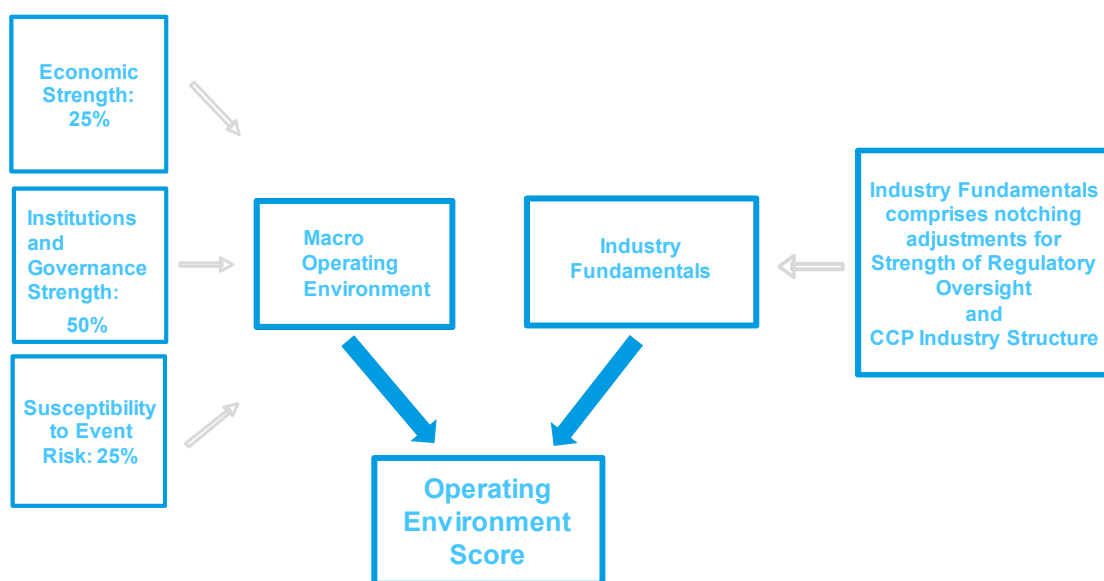 Economic
Strength:
25%
Institutions
and
Governance
Strength:
50%
Susceptibility
to Event
Risk: 25%
Macro
Operating
Environment
Industry
Fundamentals
Industry Fundamentals
comprises notching
adjustments for
Strength of Regulatory
Oversight
and
CCP Industry Structure
Operating
Environment
Score